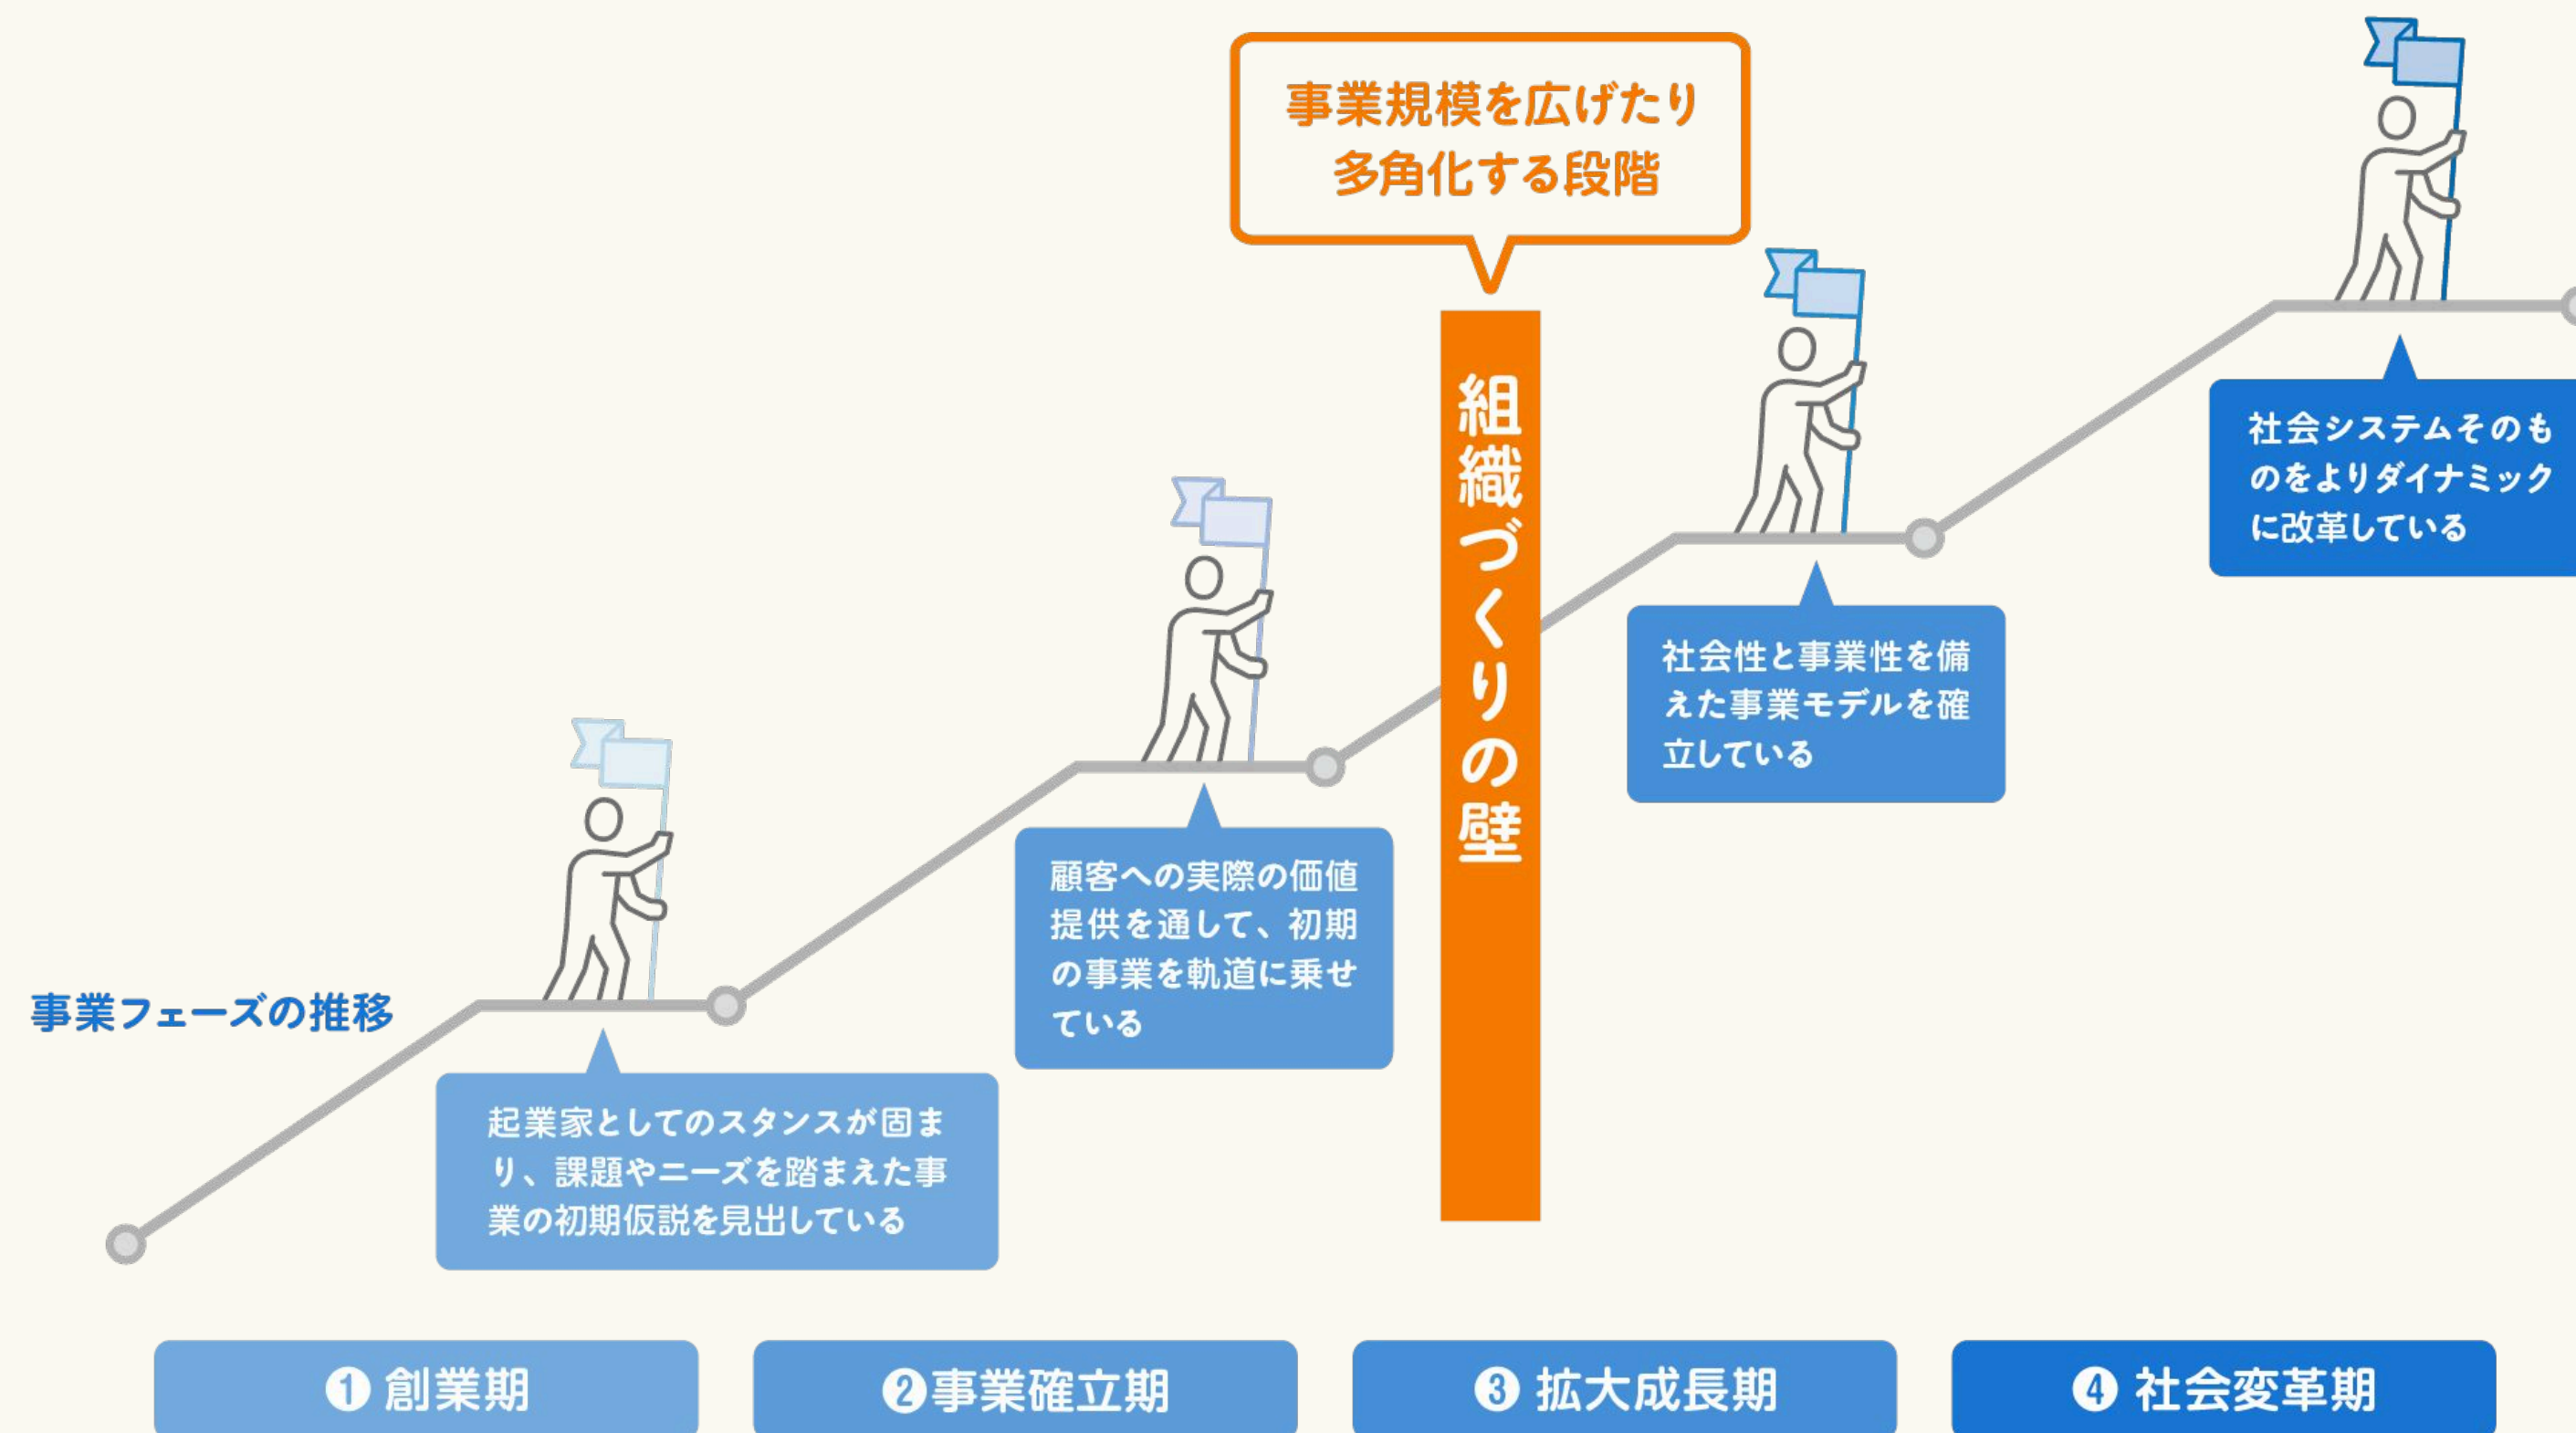 事業規模を広げたり
多角化する段階
組織づくりの壁
社会システムそのも
のをよりダイナミック
に改革している
社会性と事業性を備
えた事業モデルを確
立している
顧客への実際の価値
提供を通して、初期
の事業を軌道に乗せ
ている
事業フェーズの推移
起業家としてのスタンスが固ま
り、課題やニーズを踏まえた事
業の初期仮説を見出している
❶ 創業期
❷事業確立期
❸ 拡大成長期
❹ 社会変革期